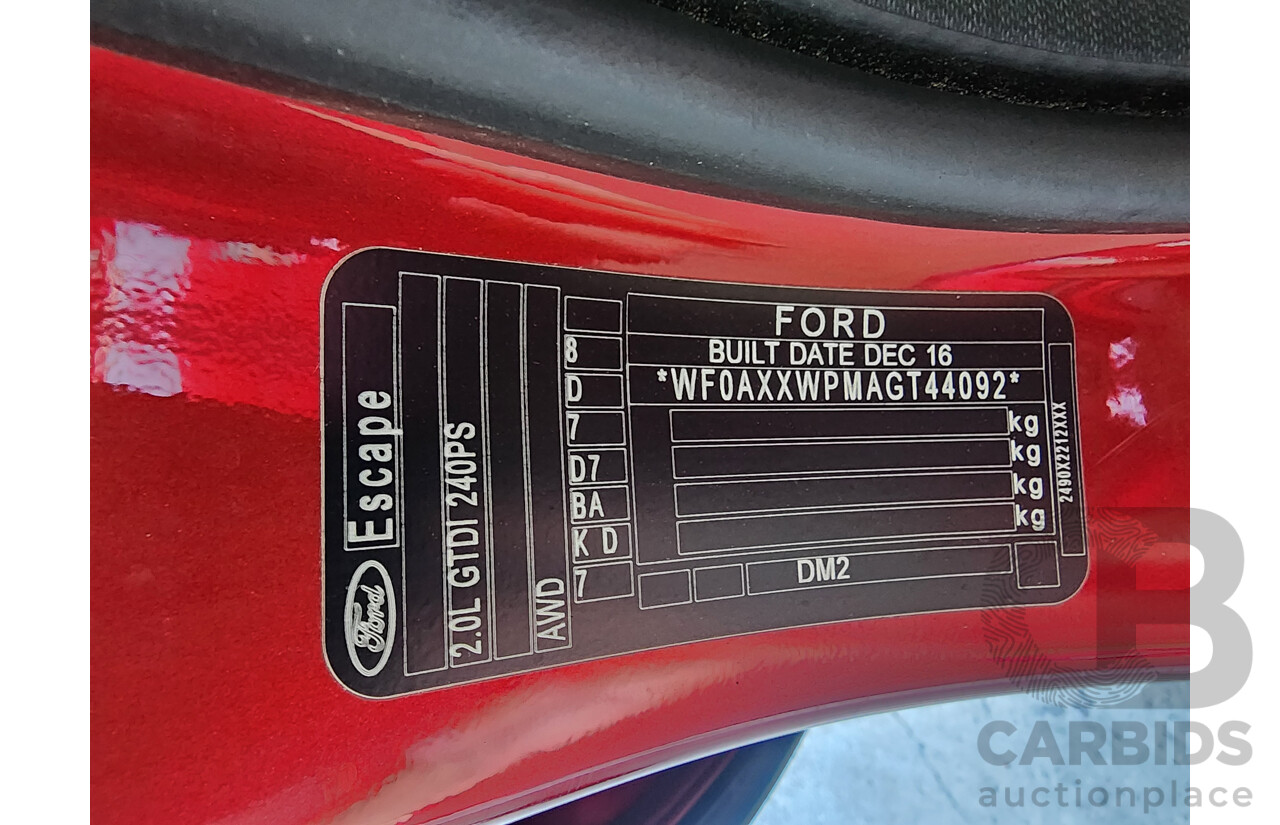 FORD
BUILT DATE DEC 16
*WF0AXXWPMAGT44092*
kg
kg
kg
kg
DM2
2490X2212XXX
8
D
7
D7
BA
K D
7
Ford
Escape
2.0L GTDI 240PS
AWD
CB
CARBIDS
auctionplace